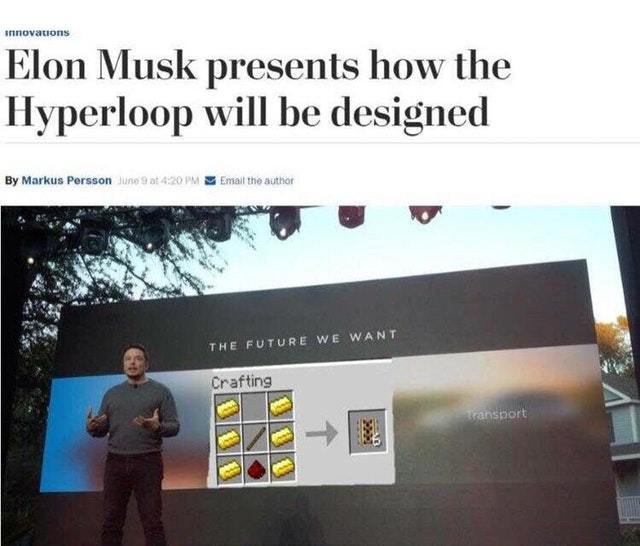 innovations
Elon Musk presents how the
Hyperloop will be designed
By Markus Persson June 9 at 4:20 PM Email the author
THE FUTURE WE WANT
Crafting
6
Transport